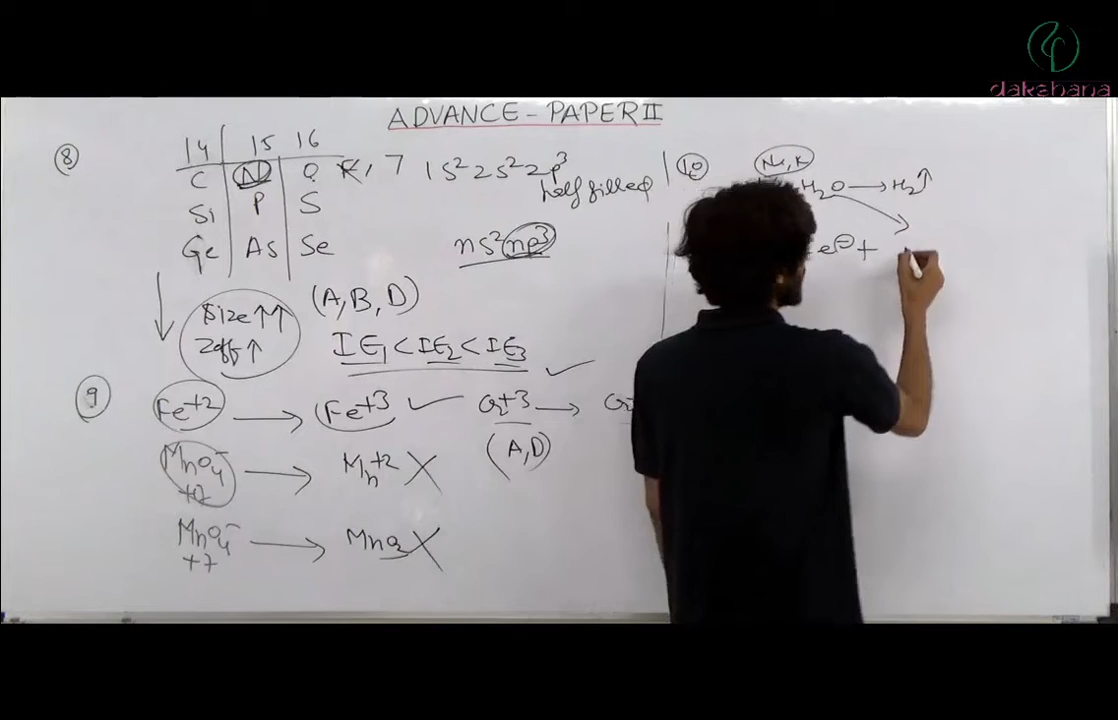 dakshana
ADVANCE - PAPER II
8
14 15 16
C N O F, 7 1s² 2s² 2p³
half filled
Si P S
Ge As Se ns² np³
Size ↑↑ (A, B, D)
Zeff ↑ IE₁ < IE₂ < IE₃ ✓
9
Fe+2 → Fe+3 ✓ Cr+3 → Cr
MnO₄⁻ → Mn+2 X (A, D)
+7
MnO₄⁻ → MnO₂ X
+7
10
Na, K
H₂O → H₂↑
e⊖ +